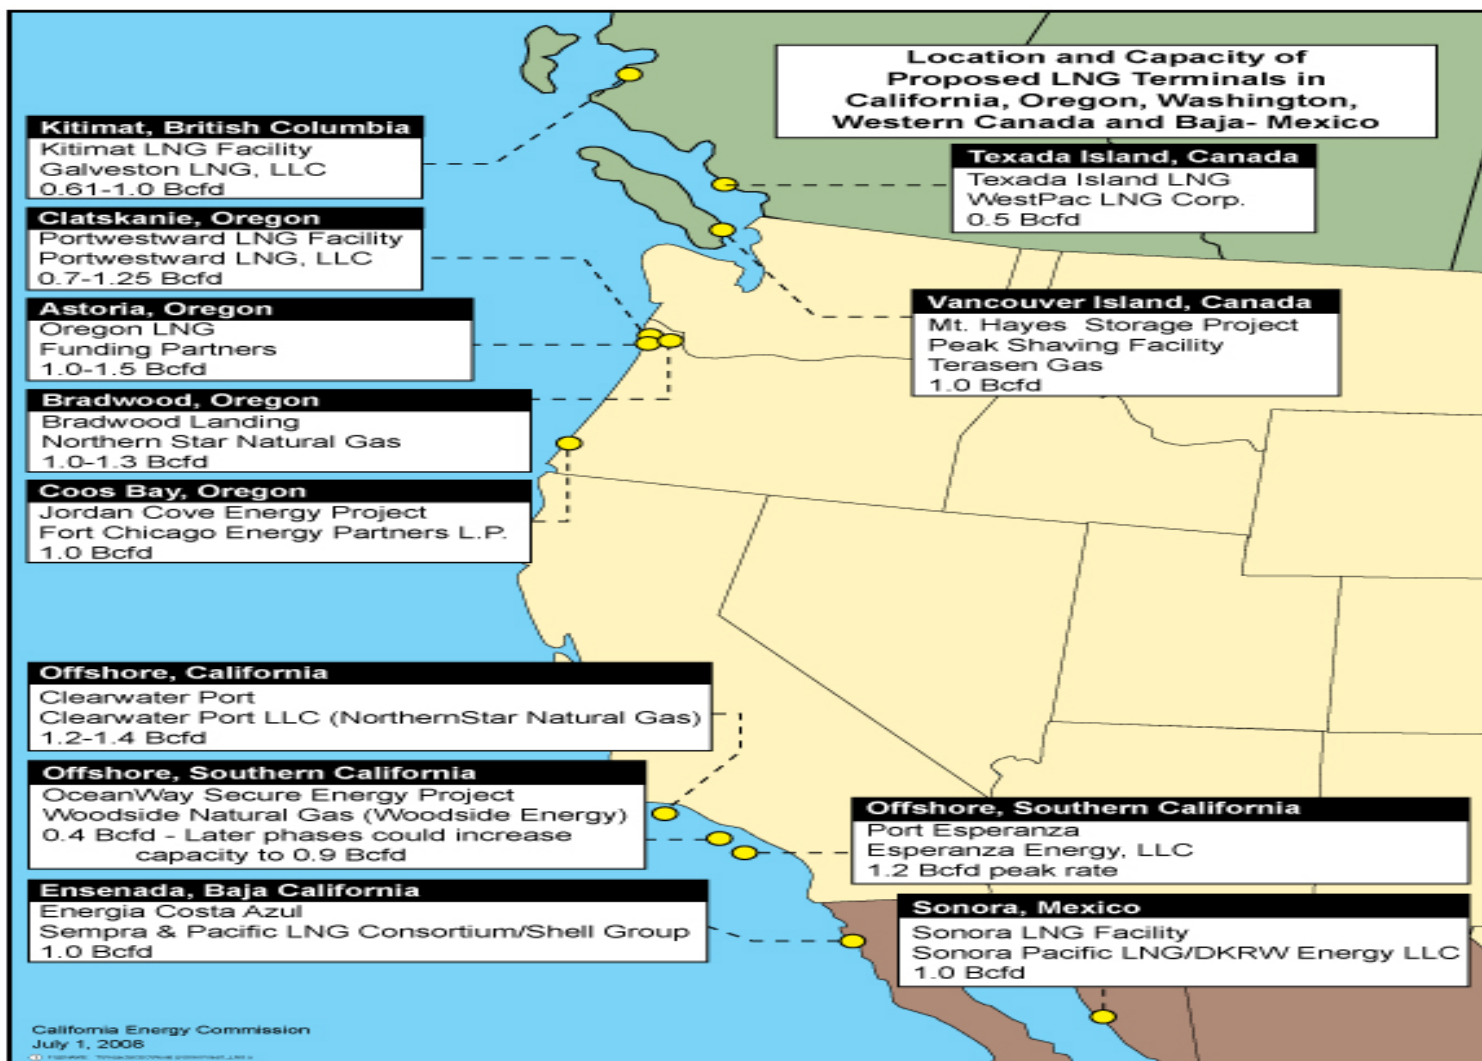 Location and Capacity of
Proposed LNG Terminals in
California, Oregon, Washington,
Western Canada and Baja- Mexico
Kitimat, British Columbia
Kitimat LNG Facility
Galveston LNG, LLC
0.61-1.0 Bcfd
Clatskanie, Oregon
Portwestward LNG Facility
Portwestward LNG, LLC
0.7-1.25 Bcfd
Astoria, Oregon
Oregon LNG
Funding Partners
1.0-1.5 Bcfd
Bradwood, Oregon
Bradwood Landing
Northern Star Natural Gas
1.0-1.3 Bcfd
Coos Bay, Oregon
Jordan Cove Energy Project
Fort Chicago Energy Partners L.P.
1.0 Bcfd
Texada Island, Canada
Texada Island LNG
WestPac LNG Corp.
0.5 Bcfd
Vancouver Island, Canada
Mt. Hayes Storage Project
Peak Shaving Facility
Terasen Gas
1.0 Bcfd
Offshore, California
Clearwater Port
Clearwater Port LLC (NorthernStar Natural Gas)
1.2-1.4 Bcfd
Offshore, Southern California
OceanWay Secure Energy Project
Woodside Natural Gas (Woodside Energy)
0.4 Bcfd - Later phases could increase
capacity to 0.9 Bcfd
Ensenada, Baja California
Energia Costa Azul
Sempra & Pacific LNG Consortium/Shell Group
1.0 Bcfd
Offshore, Southern California
Port Esperanza
Esperanza Energy, LLC
1.2 Bcfd peak rate
Sonora, Mexico
Sonora LNG Facility
Sonora Pacific LNG/DKRW Energy LLC
1.0 Bcfd
California Energy Commission
July 1, 2008